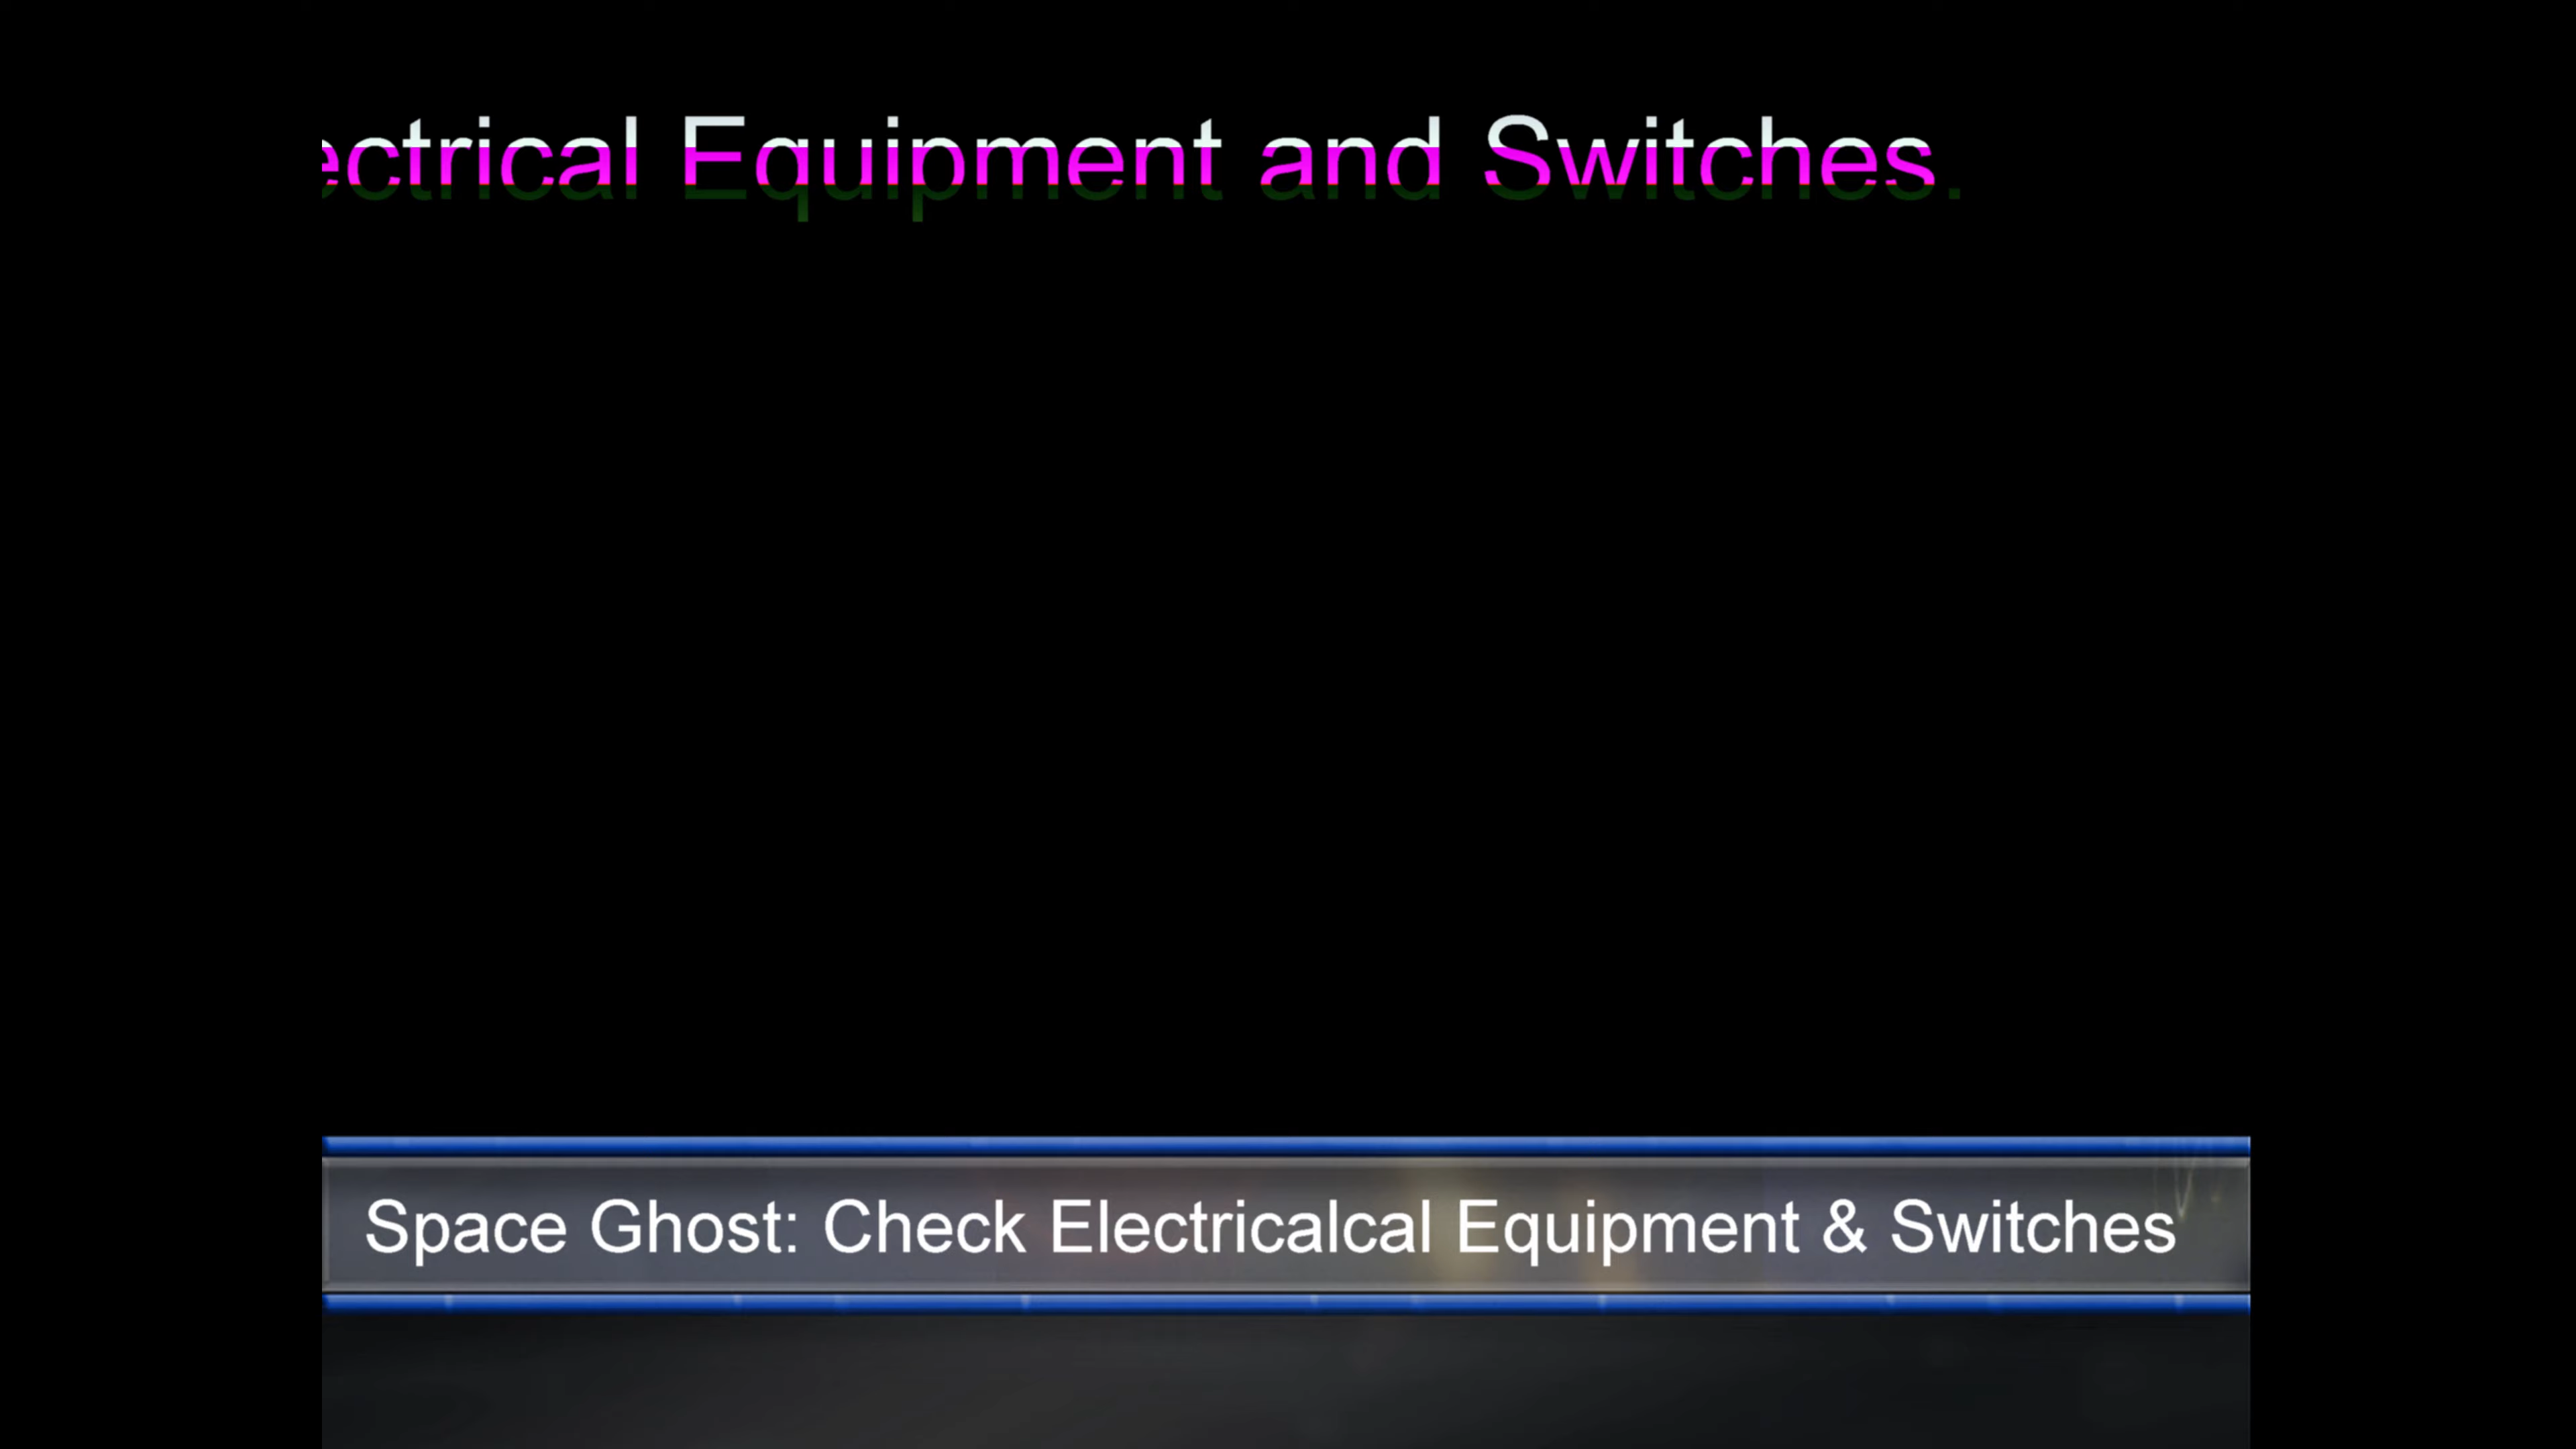 ectrical Equipment and Switches.
Space Ghost: Check Electricalcal Equipment & Switches